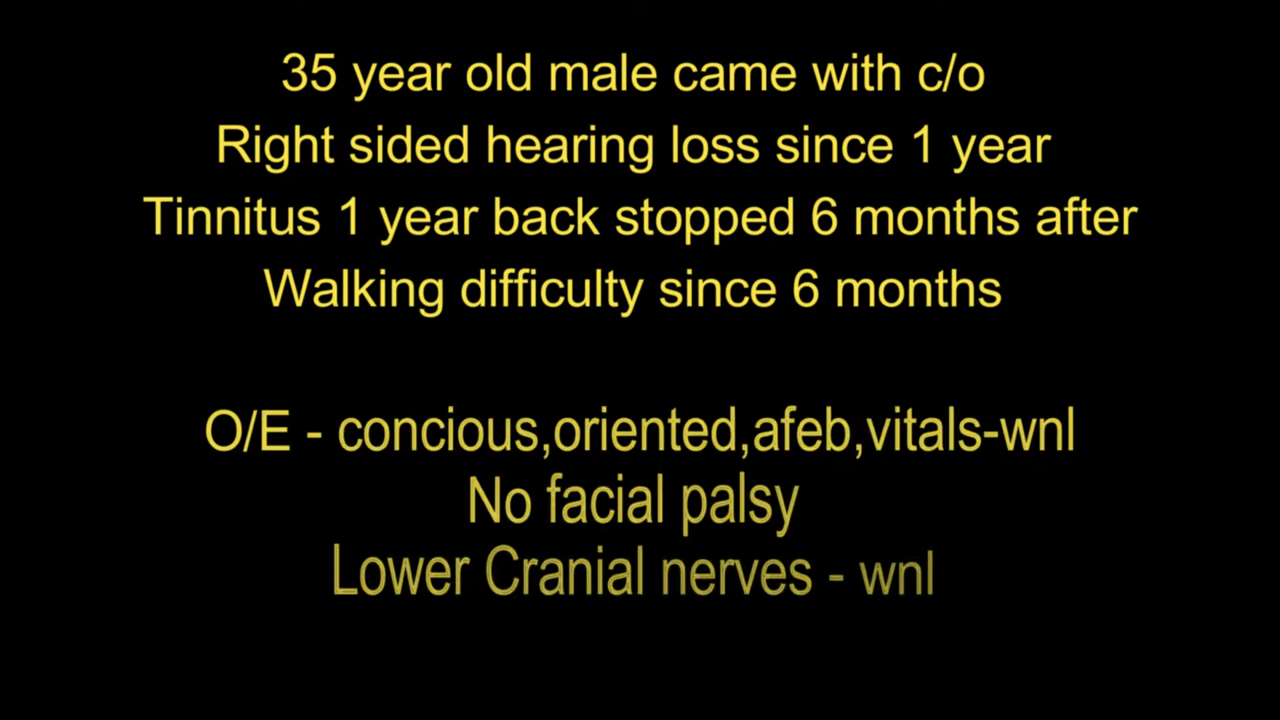 35 year old male came with c/o
Right sided hearing loss since 1 year
Tinnitus 1 year back stopped 6 months after
Walking difficulty since 6 months
O/E - concious,oriented,afeb,vitals-wnl
No facial palsy
Lower Cranial nerves - wnl